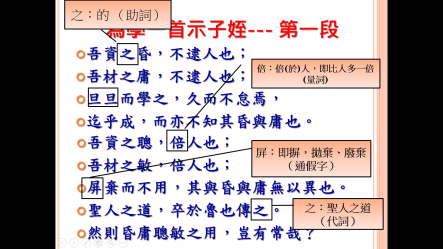 之：的（助詞）
為學一首示子姪--- 第一段
吾資之昏，不逮人也；
吾材之庸，不逮人也；
倍：倍(於)人，即比人多一倍
(量詞)
旦旦而學之，久而不怠焉，
迄乎成，而亦不知其昏與庸也。
吾資之聰，倍人也；
吾材之敏，倍人也；
屏：即摒，拋棄、廢棄
（通假字）
屏棄而不用，其與昏與庸無以異也。
聖人之道，卒於魯也傳之。
之：聖人之道
（代詞）
然則昏庸聰敏之用，豈有常哉？